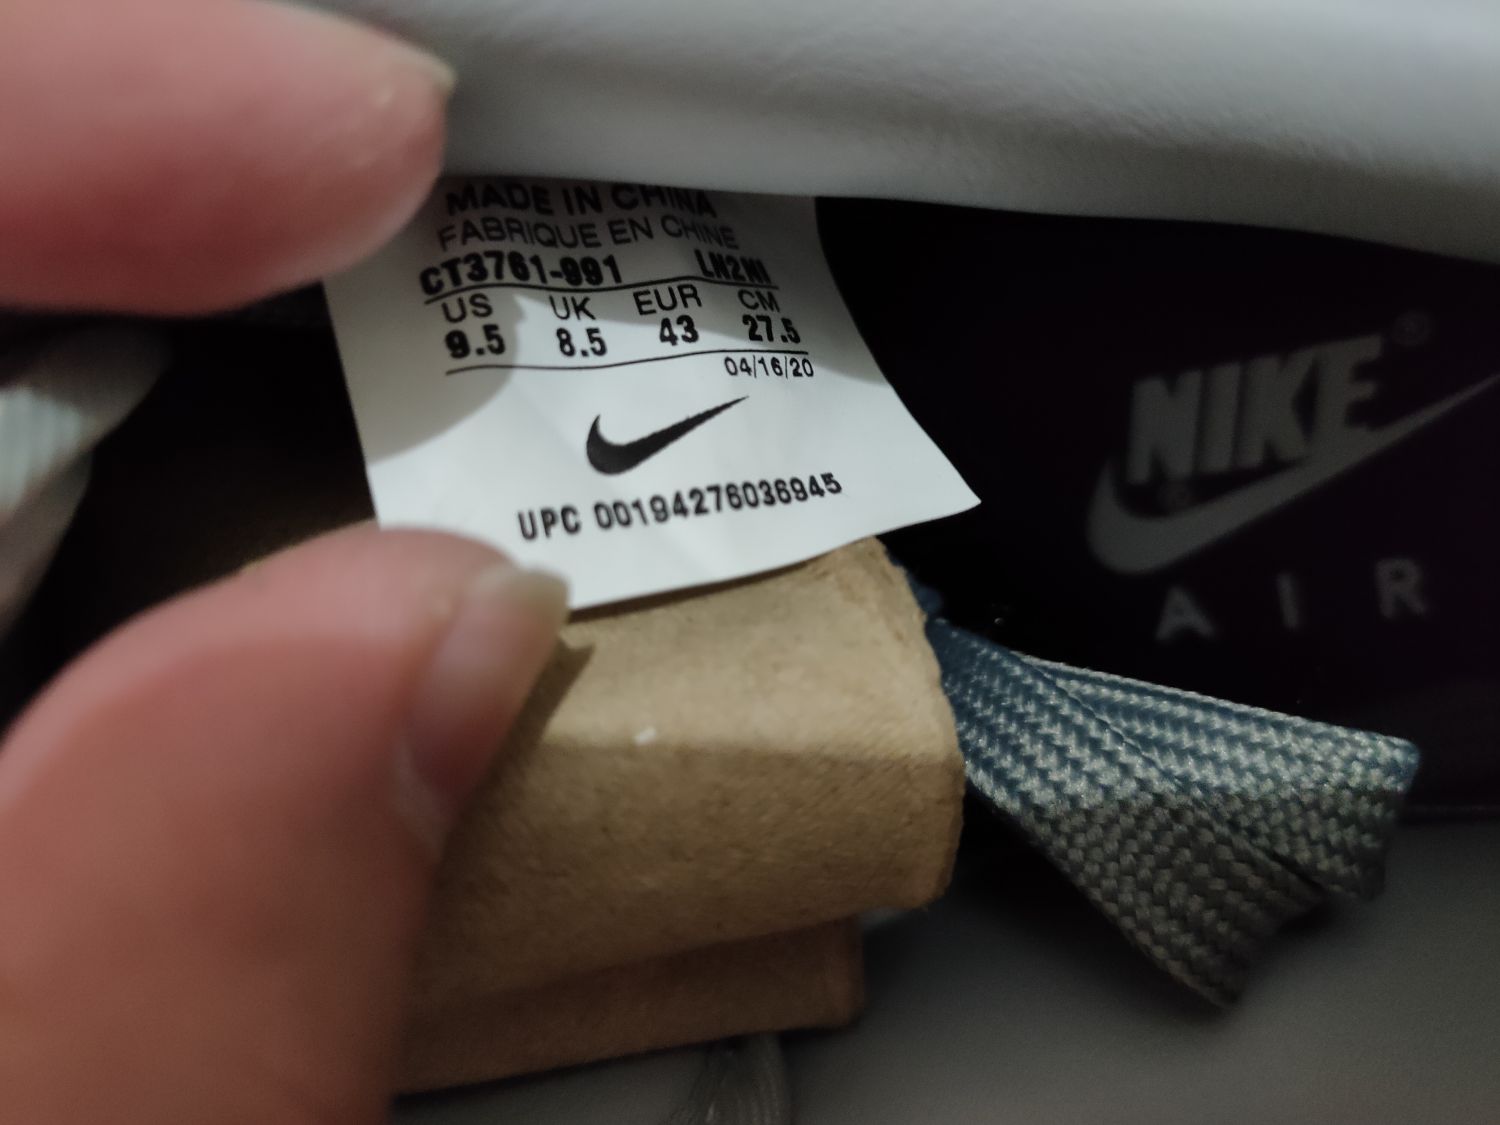 MADE IN CHINA
FABRIQUE EN CHINE
CT3761-991 LN2NI
US UK EUR CM
9.5 8.5 43 27.5
04/16/20
UPC 00194276036945
NIKE ®
AIR